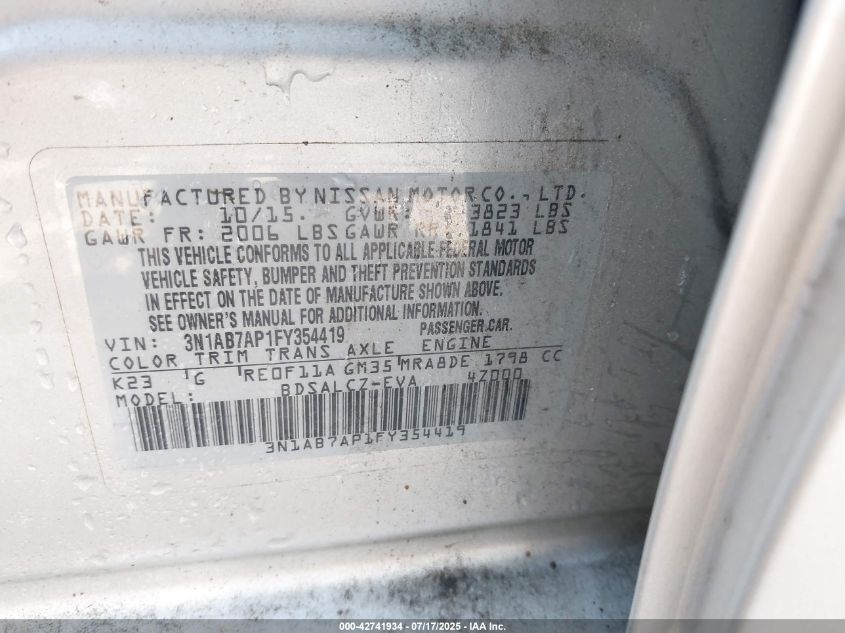 MANUFACTURED BY NISSAN MOTOR CO., LTD.
DATE: 10/15. GVWR: 3823 LBS
GAWR FR: 2006 LBS GAWR RR: 1841 LBS
THIS VEHICLE CONFORMS TO ALL APPLICABLE FEDERAL MOTOR
VEHICLE SAFETY, BUMPER AND THEFT PREVENTION STANDARDS
IN EFFECT ON THE DATE OF MANUFACTURE SHOWN ABOVE.
SEE OWNER'S MANUAL FOR ADDITIONAL INFORMATION.
VIN: 3N1AB7AP1FY354419 PASSENGER CAR.
COLOR TRIM TRANS AXLE ENGINE
K23 G RE0F11A GM35 MRA8DE 1798 CC
MODEL: BDSALCZ-EVA 4Z000
3N1AB7AP1FY354419
000-42741934 07/17/2025 - IAA Inc.